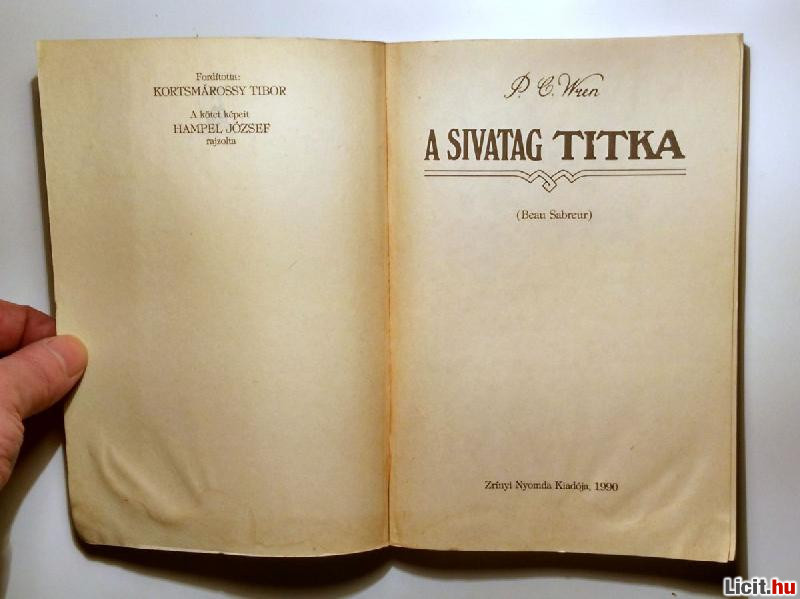 Fordította:
KORTSMÁROSSY TIBOR
A kötet képeit
HAMPEL JÓZSEF
rajzolta
P. C. Wren
A SIVATAG TITKA
(Beau Sabreur)
Zrínyi Nyomda Kiadója, 1990
Licit.hu